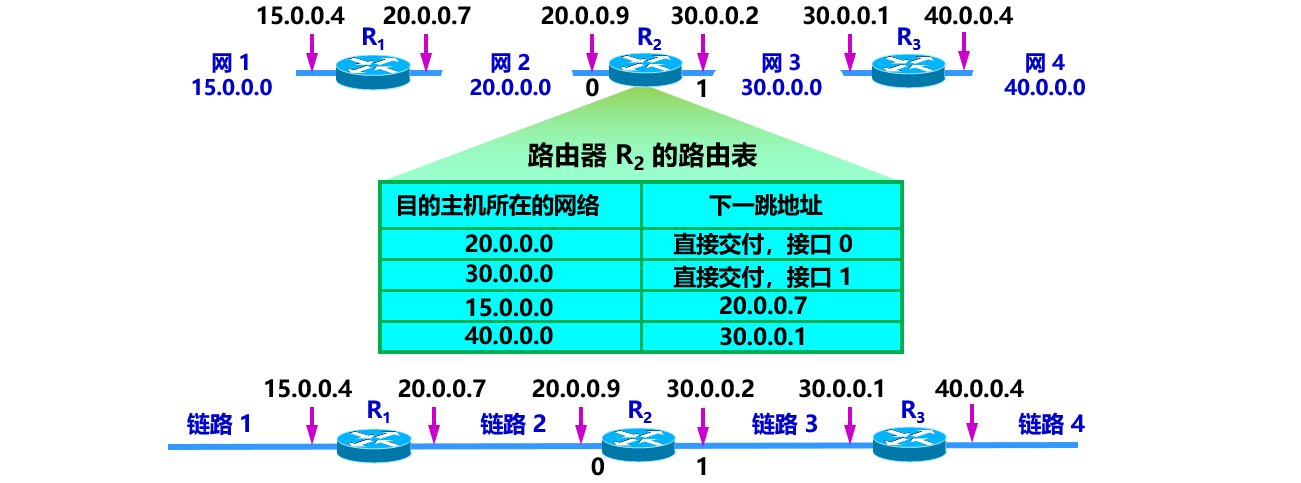 15.0.0.4 20.0.0.7 20.0.0.9 30.0.0.2 30.0.0.1 40.0.0.4
R1 R2 R3
网 1 网 2 网 3 网 4
15.0.0.0 20.0.0.0 0 1 30.0.0.0 40.0.0.0
路由器 R2 的路由表
目的主机所在的网络 下一跳地址
20.0.0.0 直接交付，接口 0
30.0.0.0 直接交付，接口 1
15.0.0.0 20.0.0.7
40.0.0.0 30.0.0.1
15.0.0.4 20.0.0.7 20.0.0.9 30.0.0.2 30.0.0.1 40.0.0.4
链路 1 R1 链路 2 R2 链路 3 R3 链路 4
0 1